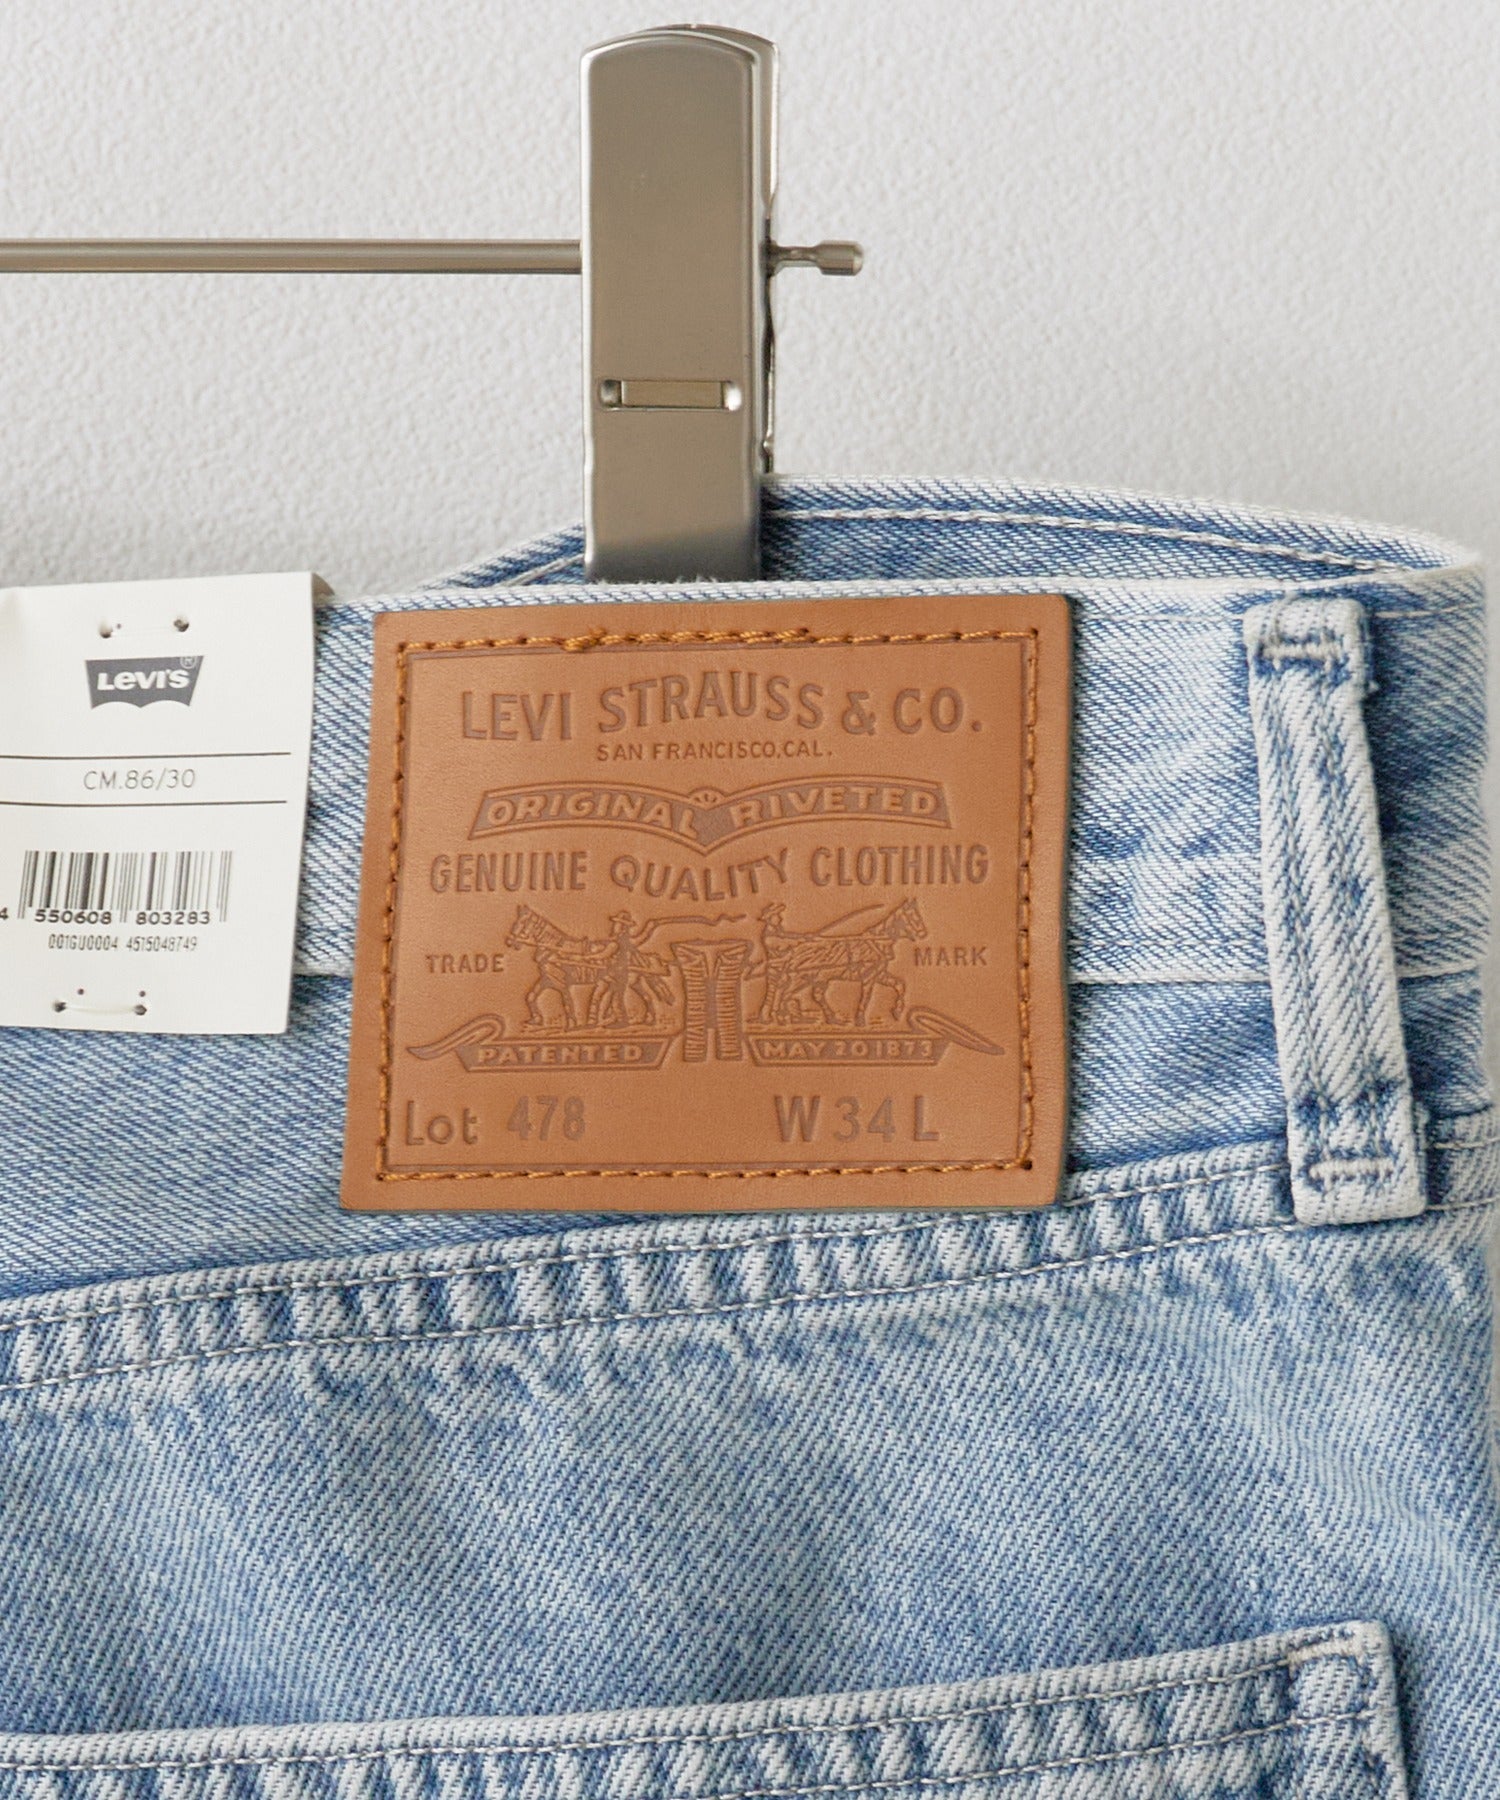 LEVI'S®
CM.86/30
4 550608 803283
001GU0004 4515048749
LEVI STRAUSS & CO.
SAN FRANCISCO, CAL.
ORIGINAL RIVETED
GENUINE QUALITY CLOTHING
TRADE MARK
PATENTED MAY 20 1873
Lot 478 W 34 L